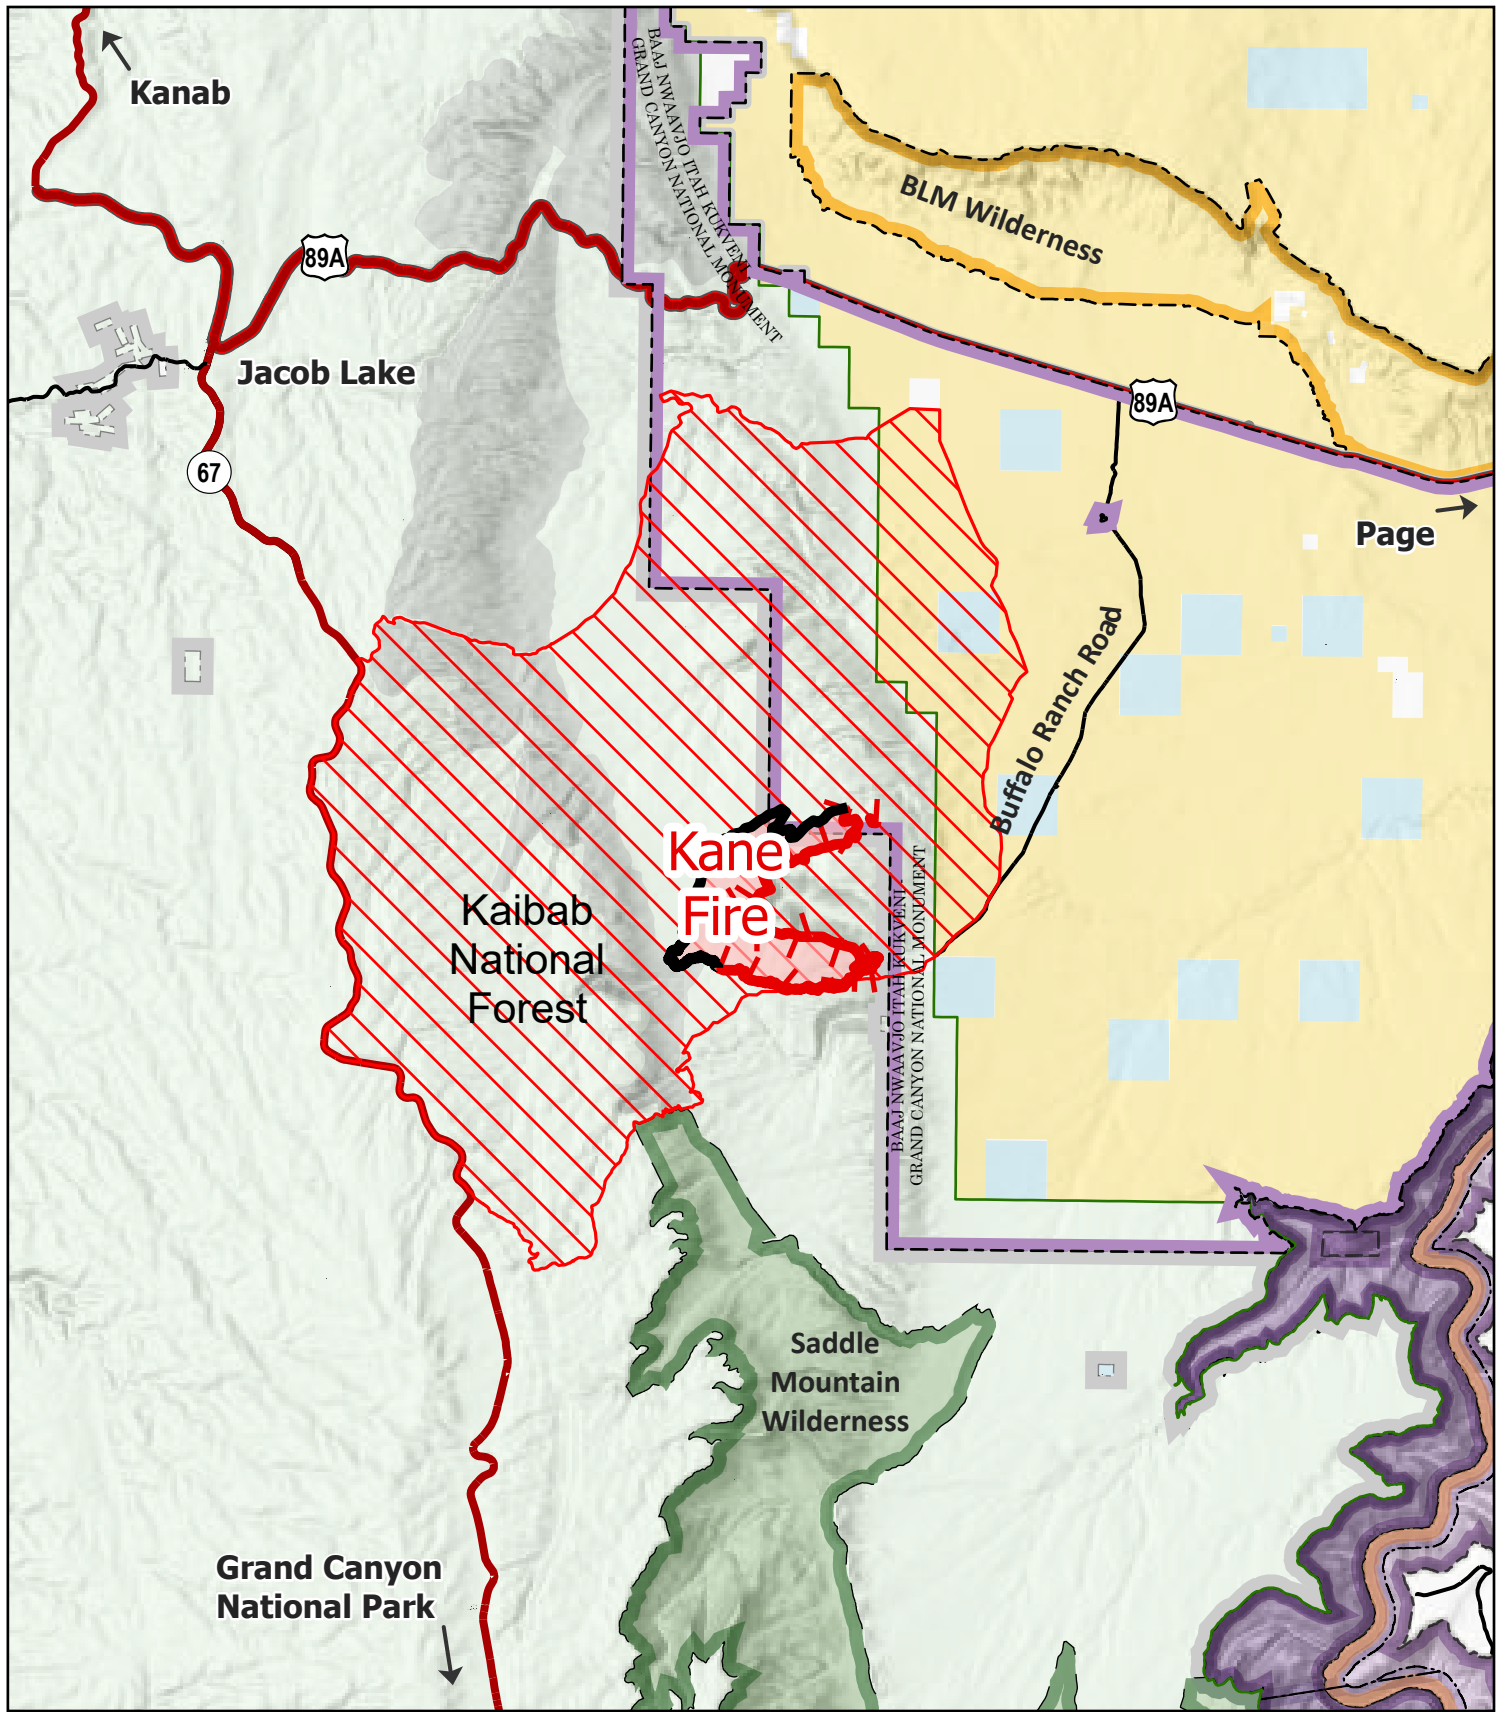 Kanab
BAAJ NWAAVJO ITAH KUKVENI
GRAND CANYON NATIONAL MONUMENT
BLM Wilderness
89A
Jacob Lake
89A
67
Page
Buffalo Ranch Road
Kane
Fire
Kaibab
National
Forest
BAAJ NWAAVJO ITAH KUKVENI
GRAND CANYON NATIONAL MONUMENT
Saddle
Mountain
Wilderness
Grand Canyon
National Park